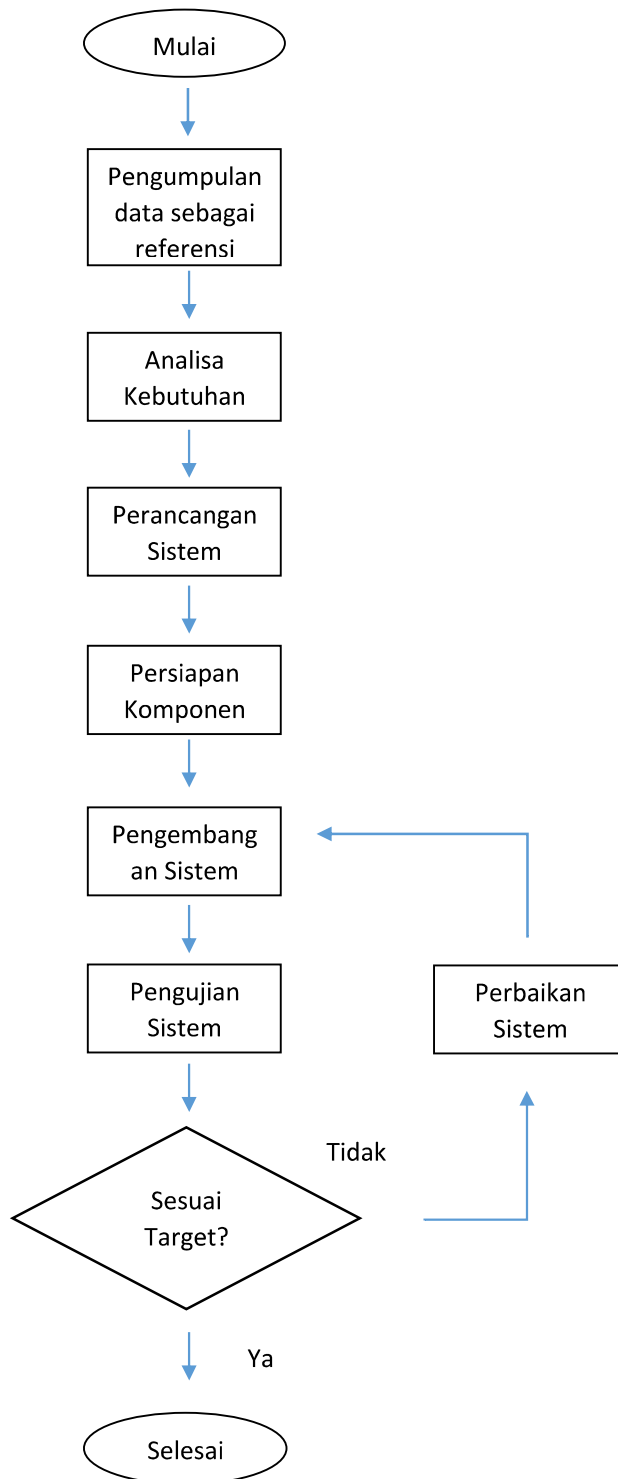 Mulai
Pengumpulan
data sebagai
referensi
Analisa
Kebutuhan
Perancangan
Sistem
Persiapan
Komponen
Pengembang
an Sistem
Pengujian
Sistem
Perbaikan
Sistem
Tidak
Sesuai
Target?
Ya
Selesai